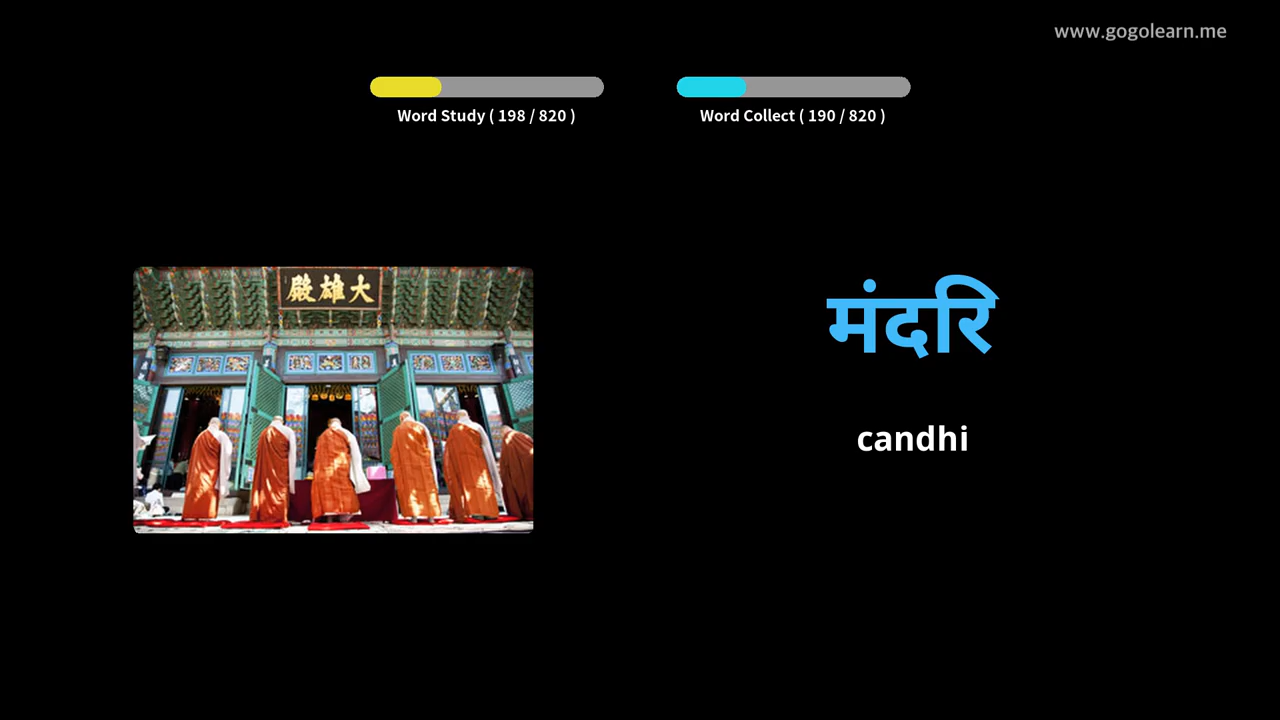 www.gogolearn.me
Word Study ( 198 / 820 )
Word Collect ( 190 / 820 )
大雄殿
मंदरि
candhi